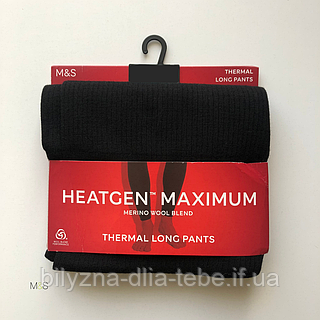 M&S
THERMAL
LONG PANTS
HEATGEN™ MAXIMUM
MERINO WOOL BLEND
THERMAL LONG PANTS
bilyzna-dlia-tebe.if.ua
M&S